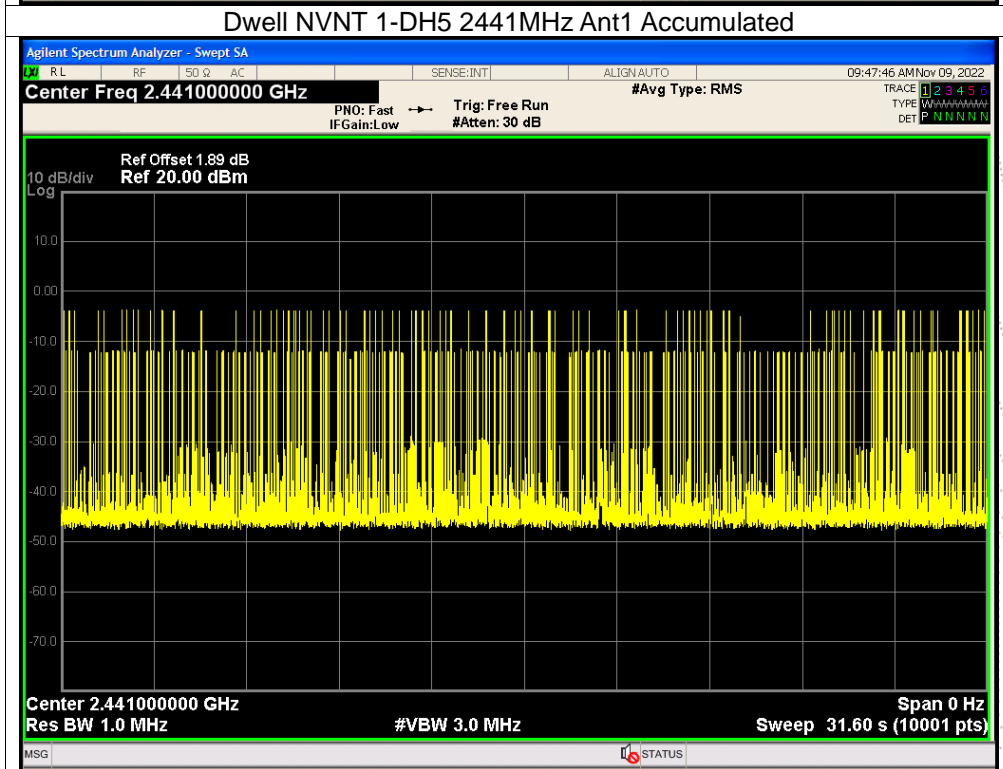 Dwell NVNT 1-DH5 2441MHz Ant1 Accumulated
Agilent Spectrum Analyzer - Swept SA
LXI RL RF 50 Ω AC SENSE:INT ALIGN AUTO 09:47:46 AM Nov 09, 2022
Center Freq 2.441000000 GHz #Avg Type: RMS TRACE 1 2 3 4 5 6
PNO: Fast Trig: Free Run TYPE W
IFGain:Low #Atten: 30 dB DET P N N N N N
Ref Offset 1.89 dB
10 dB/div Ref 20.00 dBm
Log
10.0
0.00
-10.0
-20.0
-30.0
-40.0
-50.0
-60.0
-70.0
Center 2.441000000 GHz Span 0 Hz
Res BW 1.0 MHz #VBW 3.0 MHz Sweep 31.60 s (10001 pts)
MSG STATUS